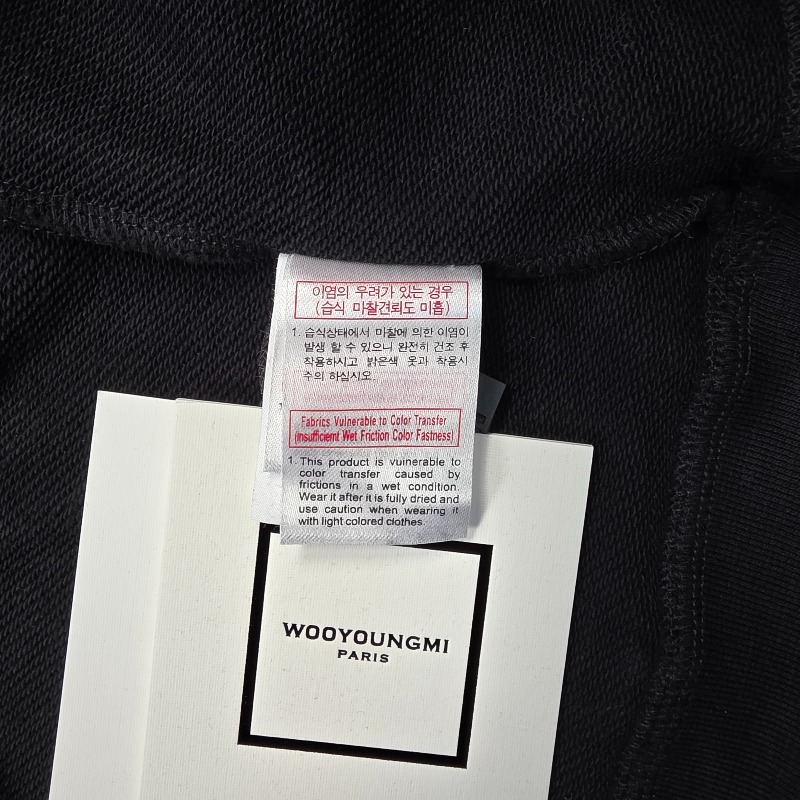 이염의 우려가 있는 경우
(습식 마찰견뢰도 미흡)
1. 습식상태에서 마찰에 의한 이염이
발생 할 수 있으니 완전히 건조 후
착용하시고 밝은색 옷과 착용시
주의 하십시오.
Fabrics Vulnerable to Color Transfer
(insufficiemt Wet Friction Color Fastness)
1. This product is vulnerable to
color transfer caused by
frictions in a wet condition.
Wear it after it is fully dried and
use caution when wearing it
with light colored clothes.
WOOYOUNGMI
PARIS